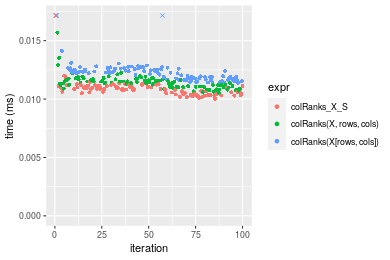 0.015
0.010
0.005
0.000
time (ms)
0
25
50
75
100
iteration
expr
colRanks_X_S
colRanks(X, rows, cols)
colRanks(X[rows, cols])